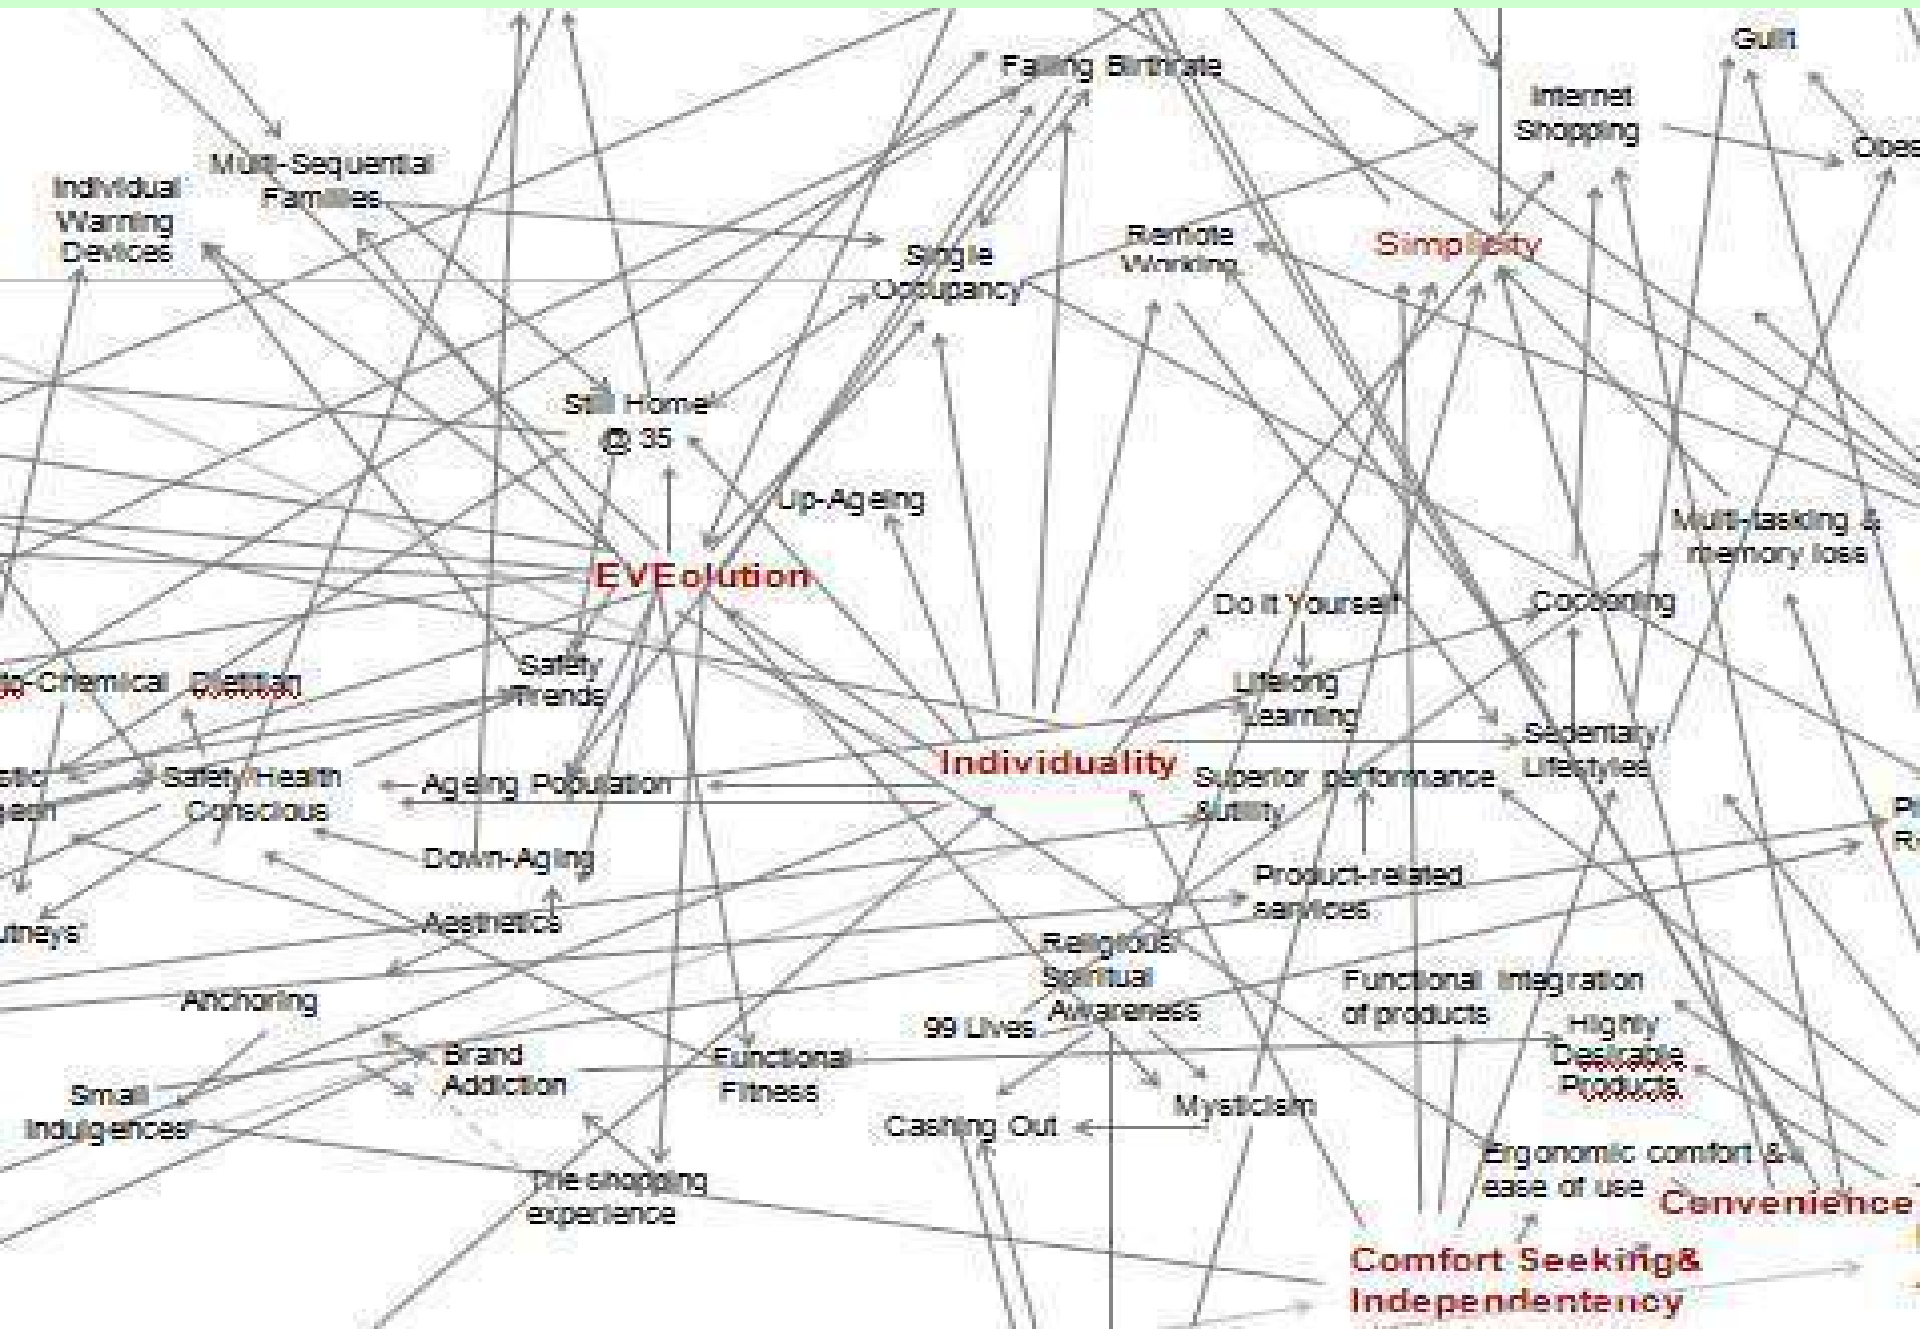 Guilt
Falling Birthrate
Internet
Shopping
Multi-Sequential
Families
Individual
Warning
Devices
Single
Occupancy
Remote
Working
Simplicity
Still Home
@ 35
Up-Ageing
Multi-tasking &
memory loss
EVEolution
Do it Yourself
Cocooning
Safety
Trends
-Chemical Dietitian
Lifelong
Learning
Individuality
Sedentary
Lifestyles
Safety/Health
Conscious
Ageing Population
Superior performance
&utility
Down-Aging
Aesthetics
Product-related
services
Religious/
Spiritual
Awareness
Anchoring
99 Lives
Functional Integration
of products
Highly
Desirable
Products
Brand
Addiction
Functional
Fitness
Small
Indulgences
Cashing Out
Mysticism
The shopping
experience
Ergonomic comfort &
ease of use
Convenience
Comfort Seeking&
Independentency